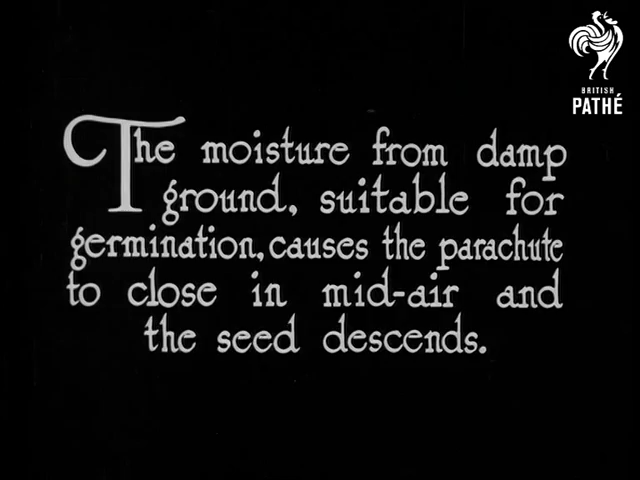 BRITISH
PATHÉ
The moisture from damp
ground, suitable for
germination, causes the parachute
to close in mid-air and
the seed descends.